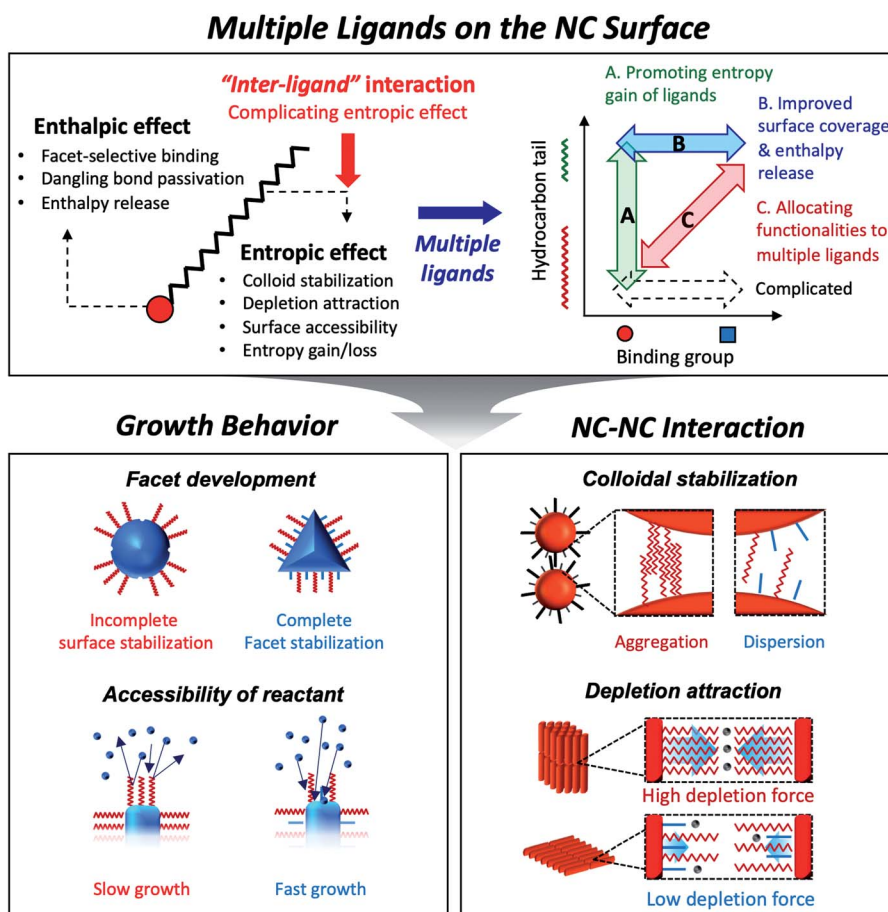 Multiple Ligands on the NC Surface
“Inter-ligand” interaction
Complicating entropic effect
Enthalpic effect
• Facet-selective binding
• Dangling bond passivation
• Enthalpy release
Entropic effect
• Colloid stabilization
• Depletion attraction
• Surface accessibility
• Entropy gain/loss
Multiple
ligands
A. Promoting entropy
gain of ligands
B. Improved
surface coverage
& enthalpy
release
C. Allocating
functionalities to
multiple ligands
Complicated
Hydrocarbon tail
A
B
C
Binding group
Growth Behavior
Facet development
Incomplete
surface stabilization
Complete
Facet stabilization
Accessibility of reactant
Slow growth
Fast growth
NC-NC Interaction
Colloidal stabilization
Aggregation
Dispersion
Depletion attraction
High depletion force
Low depletion force